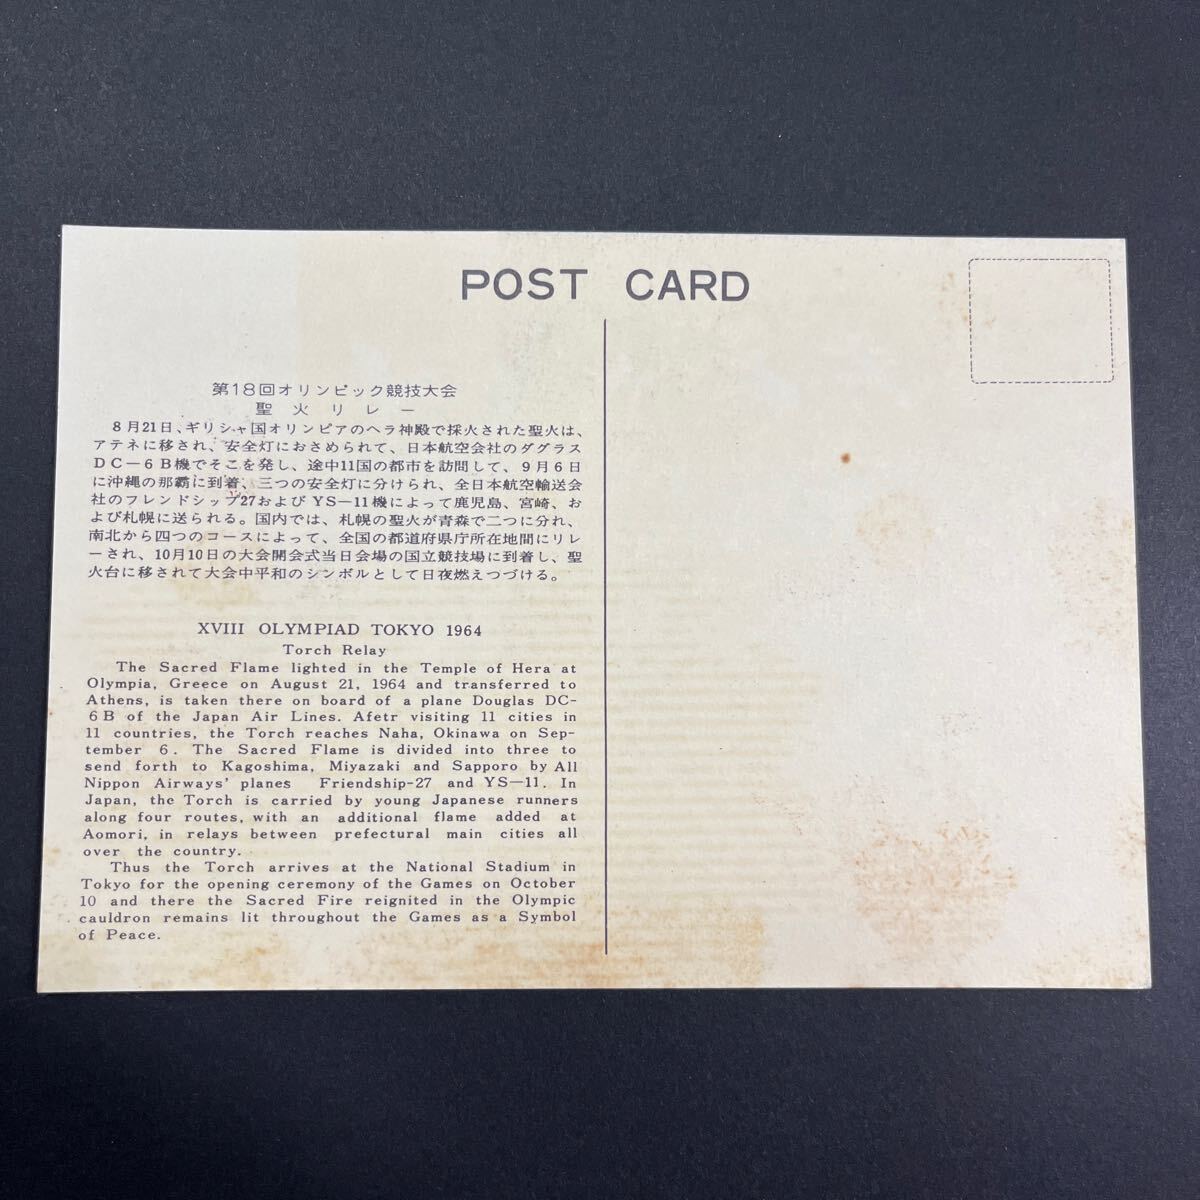 POST CARD
第18回オリンピック競技大会
聖火リレー
8月21日、ギリシャ国オリンピアのヘラ神殿で採火された聖火は、
アテネに移され、安全灯におさめられて、日本航空会社のダグラス
DC－6B機でそこを発し、途中11国の都市を訪問して、9月6日
に沖縄の那覇に到着、三つの安全灯に分けられ、全日本航空輸送会
社のフレンドシップ27およびYS－11機によって鹿児島、宮崎、お
よび札幌に送られる。国内では、札幌の聖火が青森で二つに分れ、
南北から四つのコースによって、全国の都道府県庁所在地間にリレ
ーされ、10月10日の大会開会式当日会場の国立競技場に到着し、聖
火台に移されて大会中平和のシンボルとして日夜燃えつづける。
XVIII OLYMPIAD TOKYO 1964
Torch Relay
The Sacred Flame lighted in the Temple of Hera at
Olympia, Greece on August 21, 1964 and transferred to
Athens, is taken there on board of a plane Douglas DC-
6B of the Japan Air Lines. Afetr visiting 11 cities in
11 countries, the Torch reaches Naha, Okinawa on Sep-
tember 6. The Sacred Flame is divided into three to
send forth to Kagoshima, Miyazaki and Sapporo by All
Nippon Airways' planes Friendship-27 and YS—11. In
Japan, the Torch is carried by young Japanese runners
along four routes, with an additional flame added at
Aomori, in relays between prefectural main cities all
over the country.
Thus the Torch arrives at the National Stadium in
Tokyo for the opening ceremony of the Games on October
10 and there the Sacred Fire reignited in the Olympic
cauldron remains lit throughout the Games as a Symbol
of Peace.